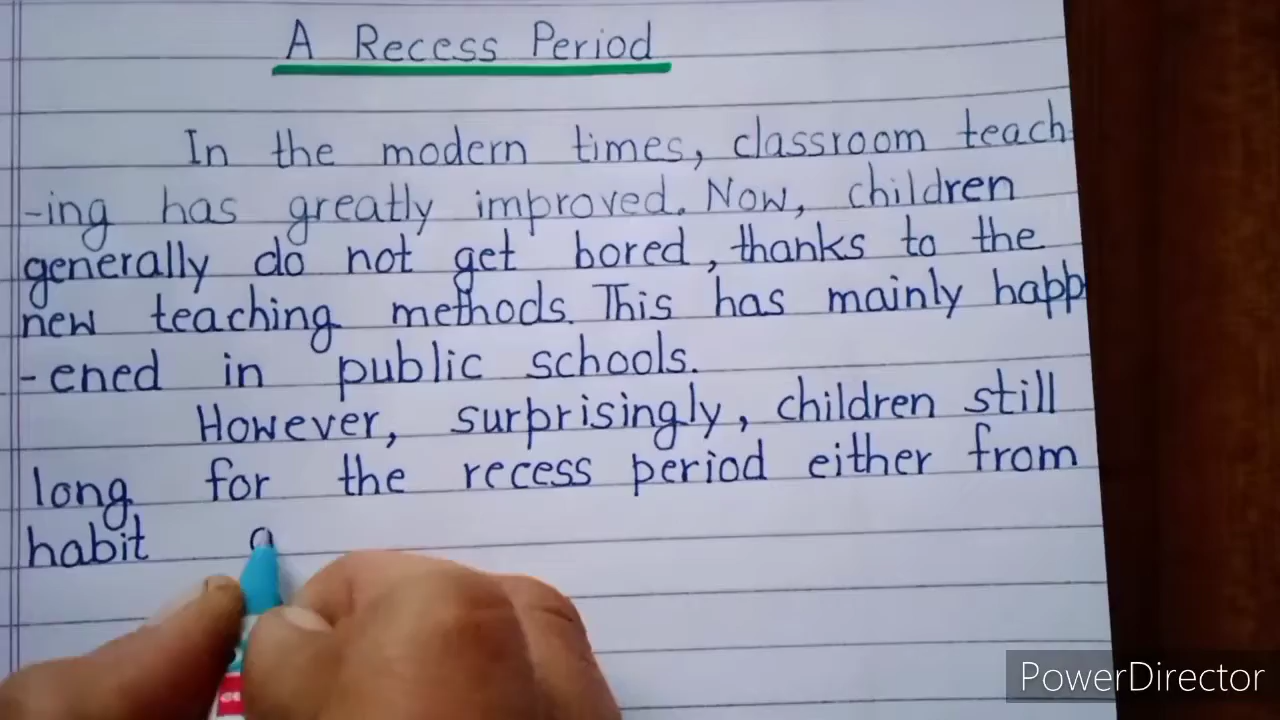 A Recess Period
In the modern times, classroom teach-
-ing has greatly improved. Now, children
generally do not get bored, thanks to the
new teaching methods. This has mainly happ
-ened in public schools.
However, surprisingly, children still
long for the recess period either from
habit
PowerDirector